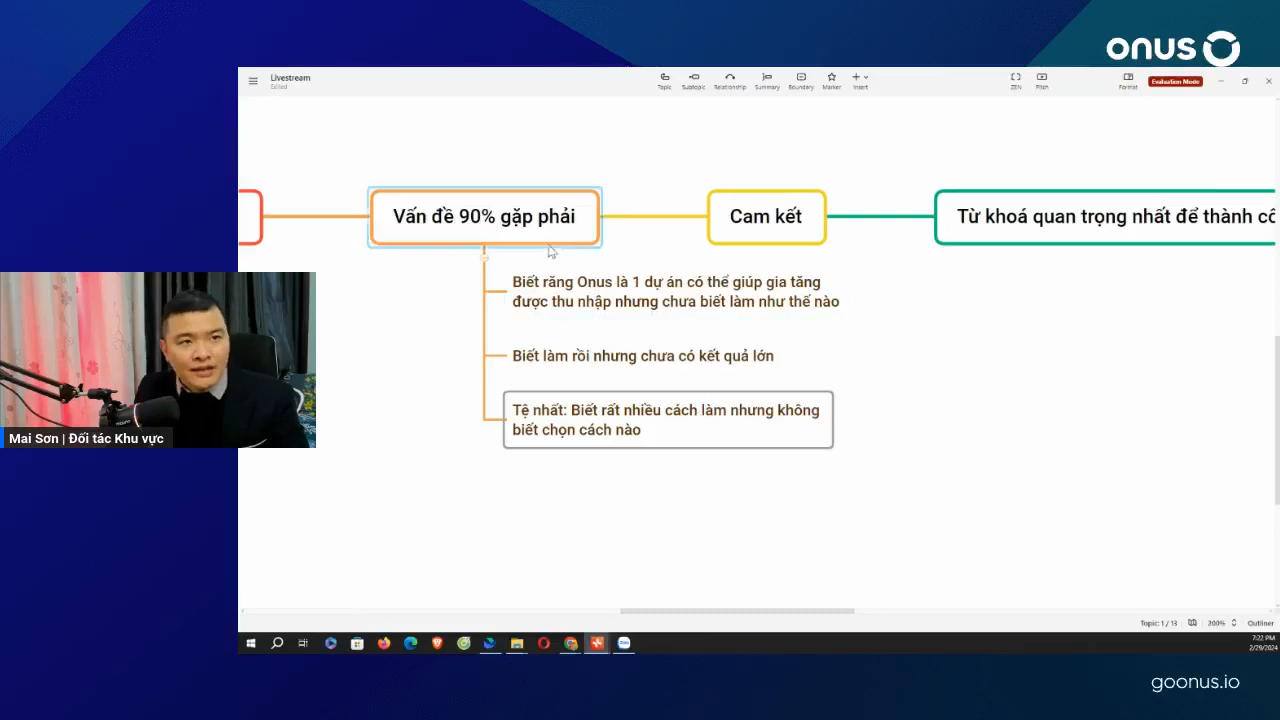 onus
Livestream
Edited
Topic
Subtopic
Relationship
Summary
Boundary
Marker
Insert
ZEN
Pitch
Format
Evaluation Mode
Vấn đề 90% gặp phải
Cam kết
Từ khoá quan trọng nhất để thành cô
Biết răng Onus là 1 dự án có thể giúp gia tăng
được thu nhập nhưng chưa biết làm như thế nào
Biết làm rồi nhưng chưa có kết quả lớn
Tệ nhất: Biết rất nhiều cách làm nhưng không
biết chọn cách nào
Mai Sơn | Đối tác Khu vực
Topic: 1 / 13
200%
Outliner
7:22 PM
2/29/2024
goonus.io